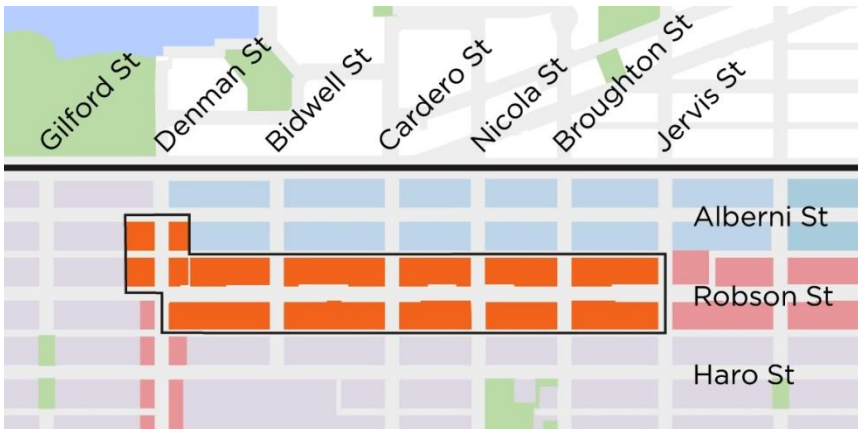 Gilford St
Denman St
Bidwell St
Cardero St
Nicola St
Broughton St
Jervis St
Alberni St
Robson St
Haro St